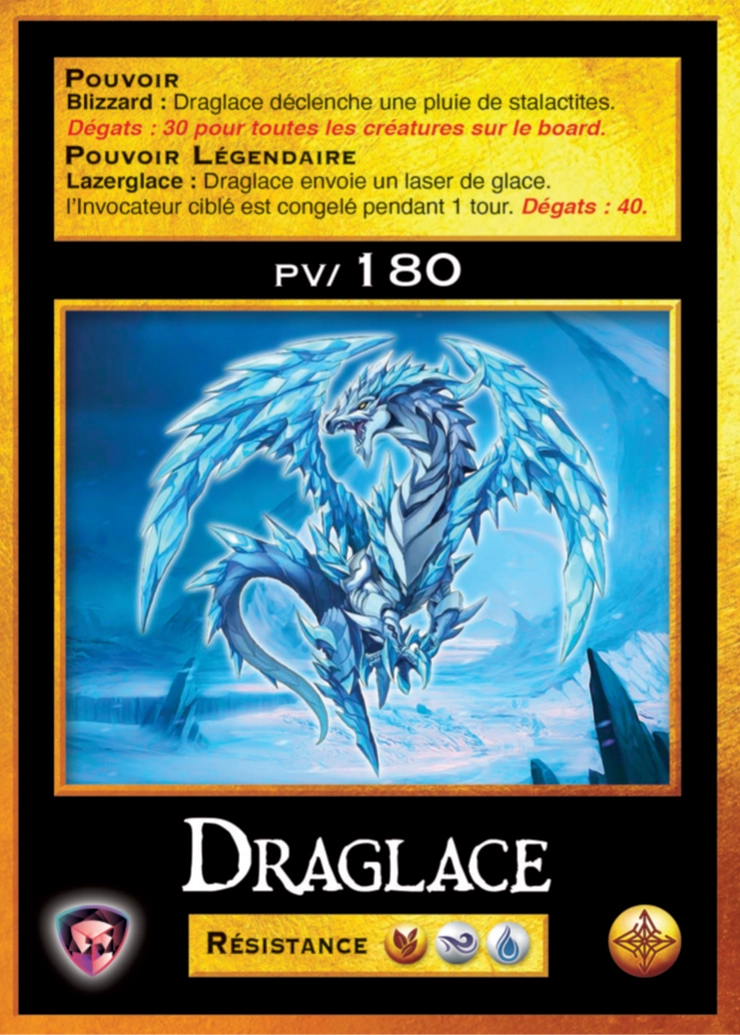 POUVOIR
Blizzard : Draglace déclenche une pluie de stalactites.
Dégats : 30 pour toutes les créatures sur le board.
POUVOIR LÉGENDAIRE
Lazerglace : Draglace envoie un laser de glace.
l'Invocateur ciblé est congelé pendant 1 tour. Dégats : 40.
PV/ 180
DRAGLACE
RÉSISTANCE